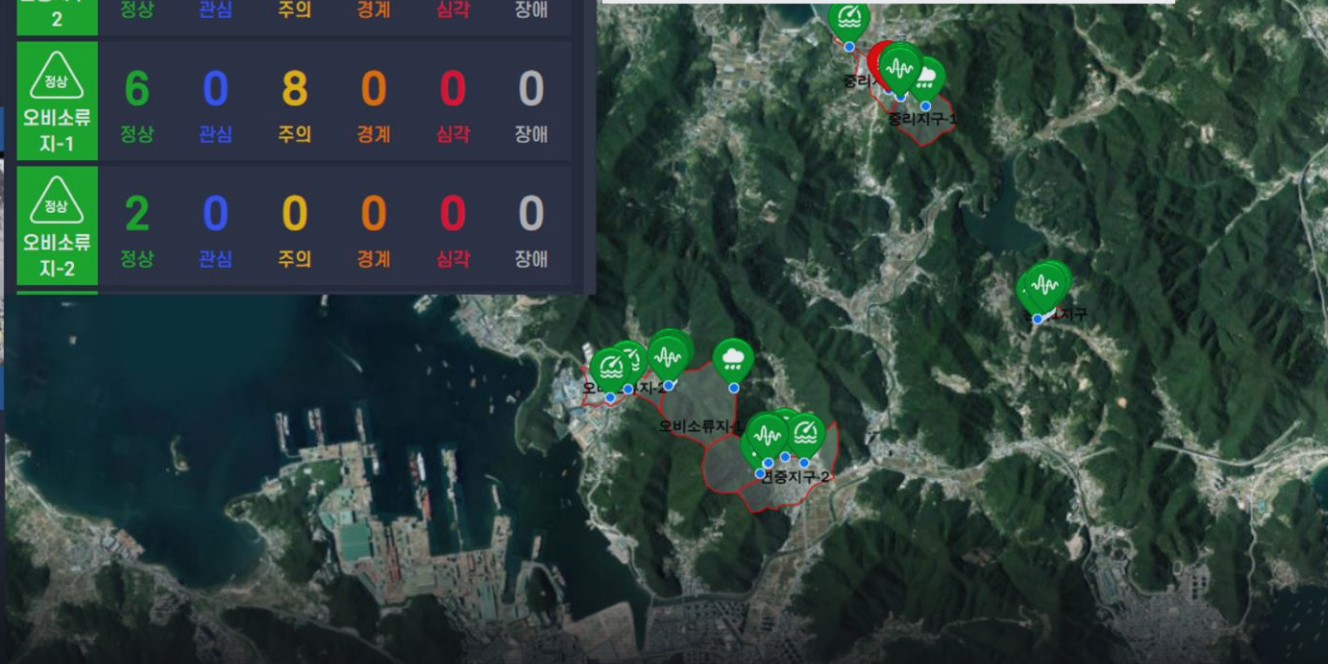 2
정상 관심 주의 경계 심각 장애
정상
오비소류
지-1
6 0 8 0 0 0
정상 관심 주의 경계 심각 장애
정상
오비소류
지-2
2 0 0 0 0 0
정상 관심 주의 경계 심각 장애
중리지구-1
오비소류지-1
연중지구-2